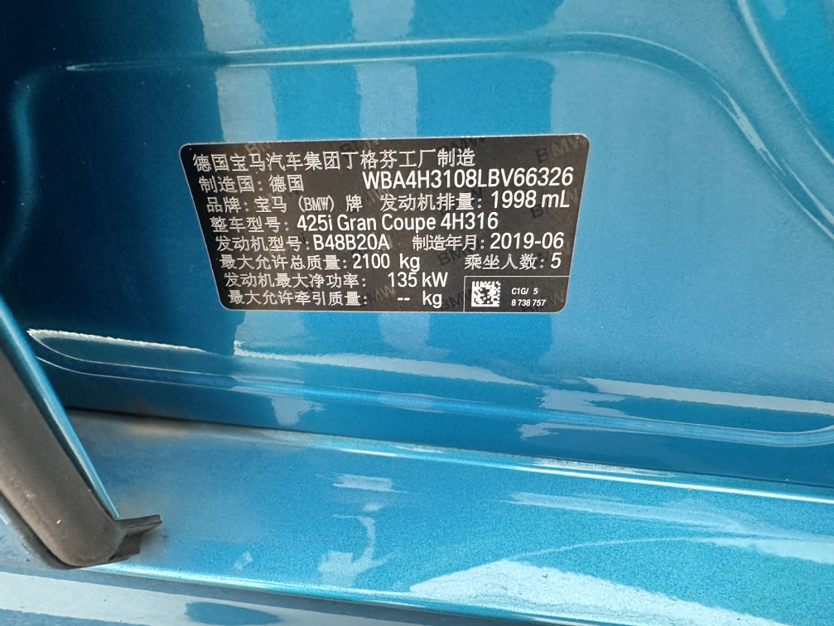 德国宝马汽车集团丁格芬工厂制造
制造国：德国 WBA4H3108LBV66326
品牌：宝马（BMW）牌 发动机排量：1998 mL
整车型号：425i Gran Coupe 4H316
发动机型号：B48B20A 制造年月：2019-06
最大允许总质量：2100 kg 乘坐人数：5
发动机最大净功率： 135 kW
最大允许牵引质量： -- kg
C1G/ 5
8 738 757